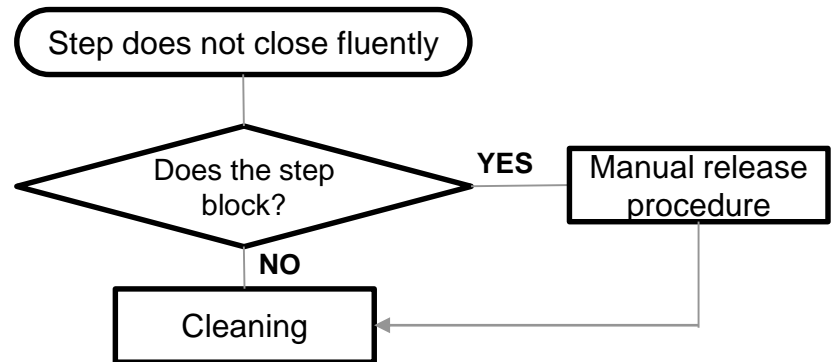 Step does not close fluently
Does the step
block?
YES
Manual release
procedure
NO
Cleaning